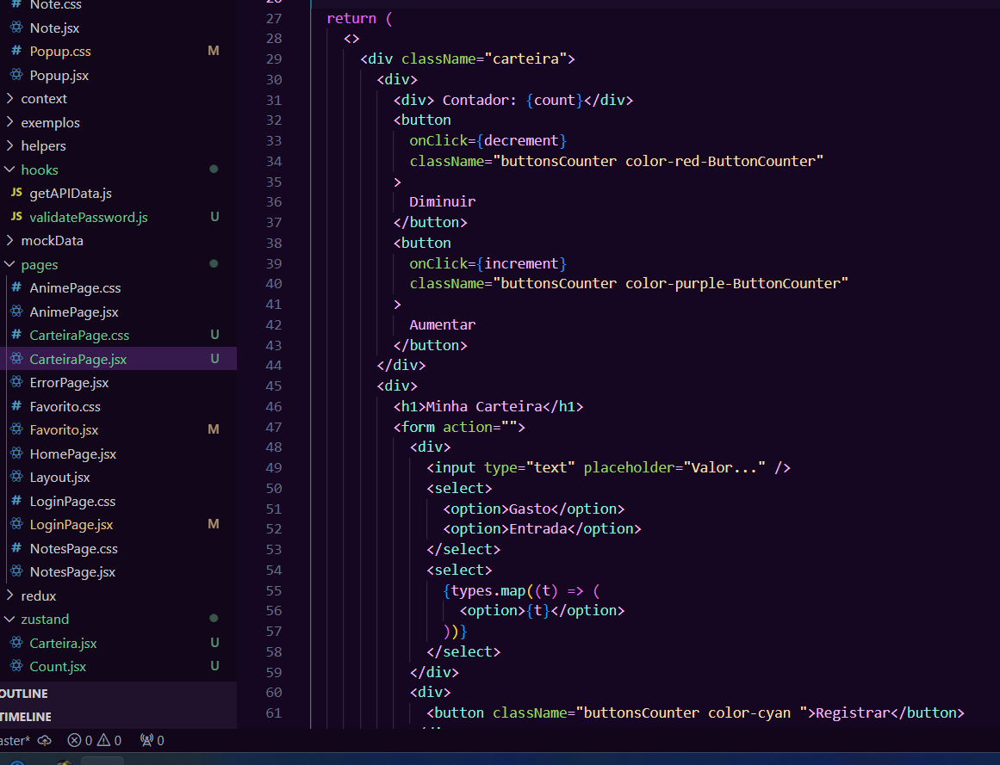 Note.css
Note.jsx
Popup.css M
Popup.jsx
context
exemplos
helpers
hooks
JS getAPIData.js
JS validatePassword.js U
mockData
pages
AnimePage.css
AnimePage.jsx
CarteiraPage.css U
CarteiraPage.jsx U
ErrorPage.jsx
Favorito.css
Favorito.jsx M
HomePage.jsx
Layout.jsx
LoginPage.css
LoginPage.jsx M
NotesPage.css
NotesPage.jsx
redux
zustand
Carteira.jsx U
Count.jsx U
OUTLINE
TIMELINE
aster* 0 0 0
26
27 return (
28 <>
29 <div className="carteira">
30 <div>
31 <div> Contador: {count}</div>
32 <button
33 onClick={decrement}
34 className="buttonsCounter color-red-ButtonCounter"
35 >
36 Diminuir
37 </button>
38 <button
39 onClick={increment}
40 className="buttonsCounter color-purple-ButtonCounter"
41 >
42 Aumentar
43 </button>
44 </div>
45 <div>
46 <h1>Minha Carteira</h1>
47 <form action="">
48 <div>
49 <input type="text" placeholder="Valor..." />
50 <select>
51 <option>Gasto</option>
52 <option>Entrada</option>
53 </select>
54 <select>
55 {types.map((t) => (
56 <option>{t}</option>
57 ))}
58 </select>
59 </div>
60 <div>
61 <button className="buttonsCounter color-cyan ">Registrar</button>